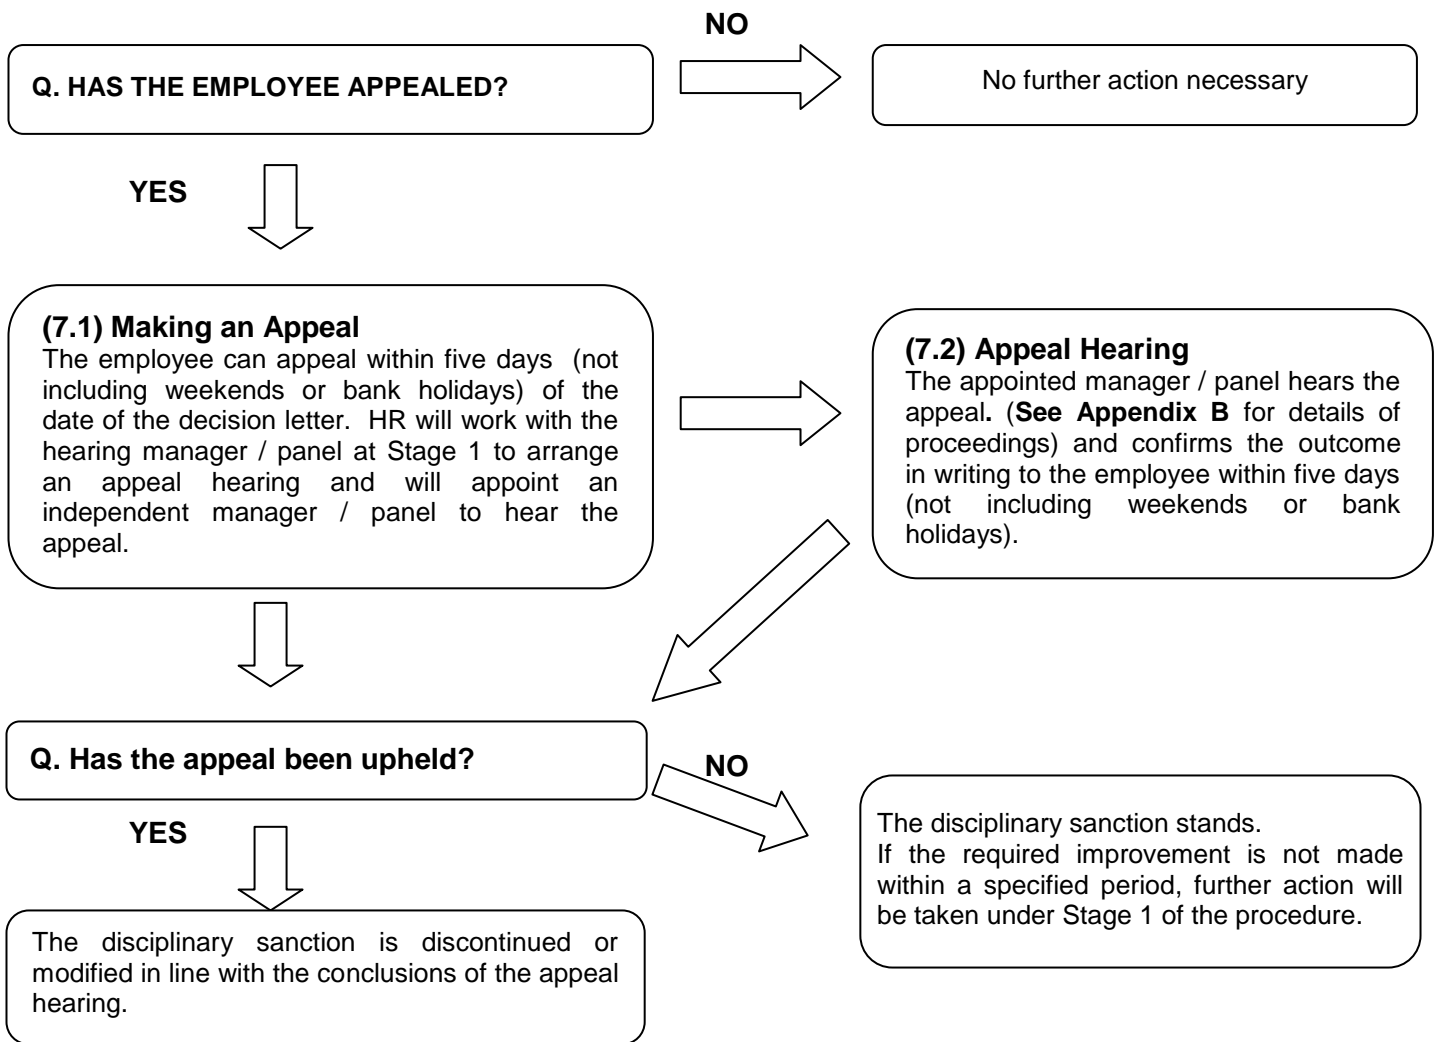 NO
Q. HAS THE EMPLOYEE APPEALED?
No further action necessary
YES
(7.1) Making an Appeal
The employee can appeal within five days (not
including weekends or bank holidays) of the
date of the decision letter. HR will work with the
hearing manager / panel at Stage 1 to arrange
an appeal hearing and will appoint an
independent manager / panel to hear the
appeal.
(7.2) Appeal Hearing
The appointed manager / panel hears the
appeal. (See Appendix B for details of
proceedings) and confirms the outcome
in writing to the employee within five days
(not including weekends or bank
holidays).
Q. Has the appeal been upheld?
NO
YES
The disciplinary sanction stands.
If the required improvement is not made
within a specified period, further action will
be taken under Stage 1 of the procedure.
The disciplinary sanction is discontinued or
modified in line with the conclusions of the appeal
hearing.